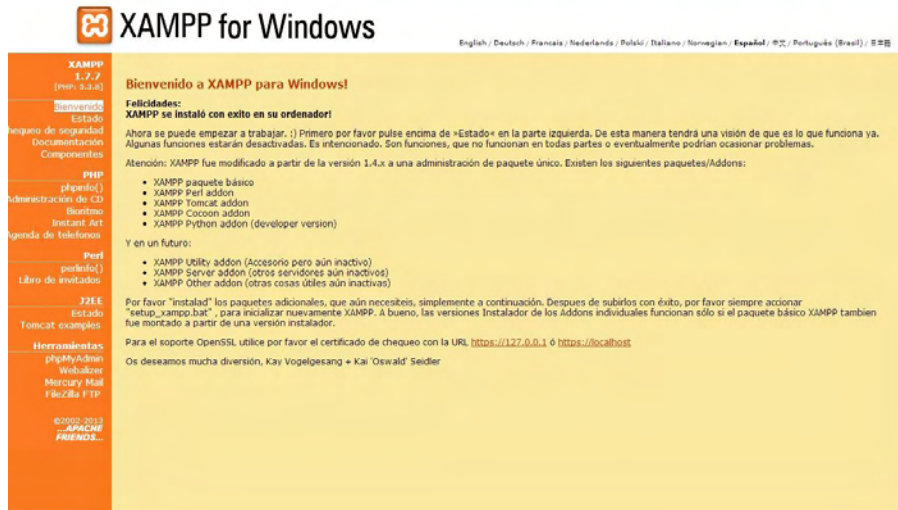 XAMPP for Windows
English / Deutsch / Francais / Nederlands / Polski / Italiano / Norwegian / Español / 中文 / Português (Brasil) / 日本語
XAMPP
1.7.7
[PHP: 5.3.8]
Bienvenido
Estado
hequeo de seguridad
Documentación
Componentes
PHP
phpinfo()
Administración de CD
Bioritmo
Instant Art
Agenda de telefonos
Perl
perlinfo()
Libro de invitados
J2EE
Estado
Tomcat examples
Herramientas
phpMyAdmin
Webalizer
Mercury Mail
FileZilla FTP
©2002-2013
...APACHE
FRIENDS...
Bienvenido a XAMPP para Windows!
Felicidades:
XAMPP se instaló con exito en su ordenador!
Ahora se puede empezar a trabajar. :) Primero por favor pulse encima de »Estado« en la parte izquierda. De esta manera tendrá una visión de que es lo que funciona ya.
Algunas funciones estarán desactivadas. Es intencionado. Son funciones, que no funcionan en todas partes o eventualmente podrían ocasionar problemas.
Atención: XAMPP fue modificado a partir de la versión 1.4.x a una administración de paquete único. Existen los siguientes paquetes/Addons:
• XAMPP paquete básico
• XAMPP Perl addon
• XAMPP Tomcat addon
• XAMPP Cocoon addon
• XAMPP Python addon (developer version)
Y en un futuro:
• XAMPP Utility addon (Accesorio pero aún inactivo)
• XAMPP Server addon (otros servidores aún inactivos)
• XAMPP Other addon (otras cosas útiles aún inactivas)
Por favor "instalad" los paquetes adicionales, que aún necesiteis, simplemente a continuación. Despues de subirlos con éxito, por favor siempre accionar
"setup_xampp.bat" , para inicializar nuevamente XAMPP. A bueno, las versiones Instalador de los Addons individuales funcionan sólo si el paquete básico XAMPP tambien
fue montado a partir de una versión instalador.
Para el soporte OpenSSL utilice por favor el certificado de chequeo con la URL https://127.0.0.1 ó https://localhost
Os deseamos mucha diversión, Kay Vogelgesang + Kai 'Oswald' Seidler